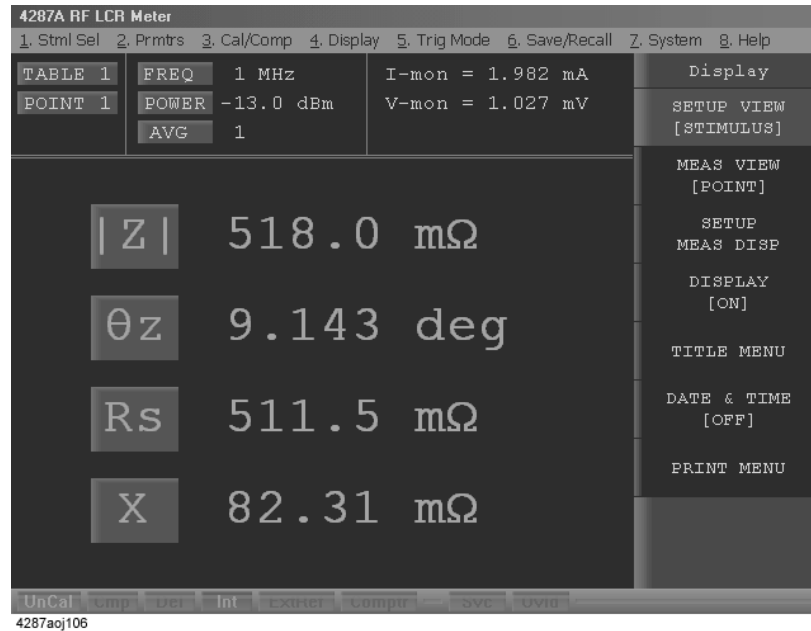 4287A RF LCR Meter
1. Stml Sel 2. Prmtrs 3. Cal/Comp 4. Display 5. Trig Mode 6. Save/Recall 7. System 8. Help
TABLE 1 FREQ 1 MHz I-mon = 1.982 mA
POINT 1 POWER -13.0 dBm V-mon = 1.027 mV
AVG 1
Display
SETUP VIEW
[STIMULUS]
MEAS VIEW
[POINT]
SETUP
MEAS DISP
DISPLAY
[ON]
TITLE MENU
DATE & TIME
[OFF]
PRINT MENU
|Z| 518.0 mΩ
θz 9.143 deg
Rs 511.5 mΩ
X 82.31 mΩ
UnCal Cmp Del Int ExtRef Comptr --- Svc Ovld
4287aoj106